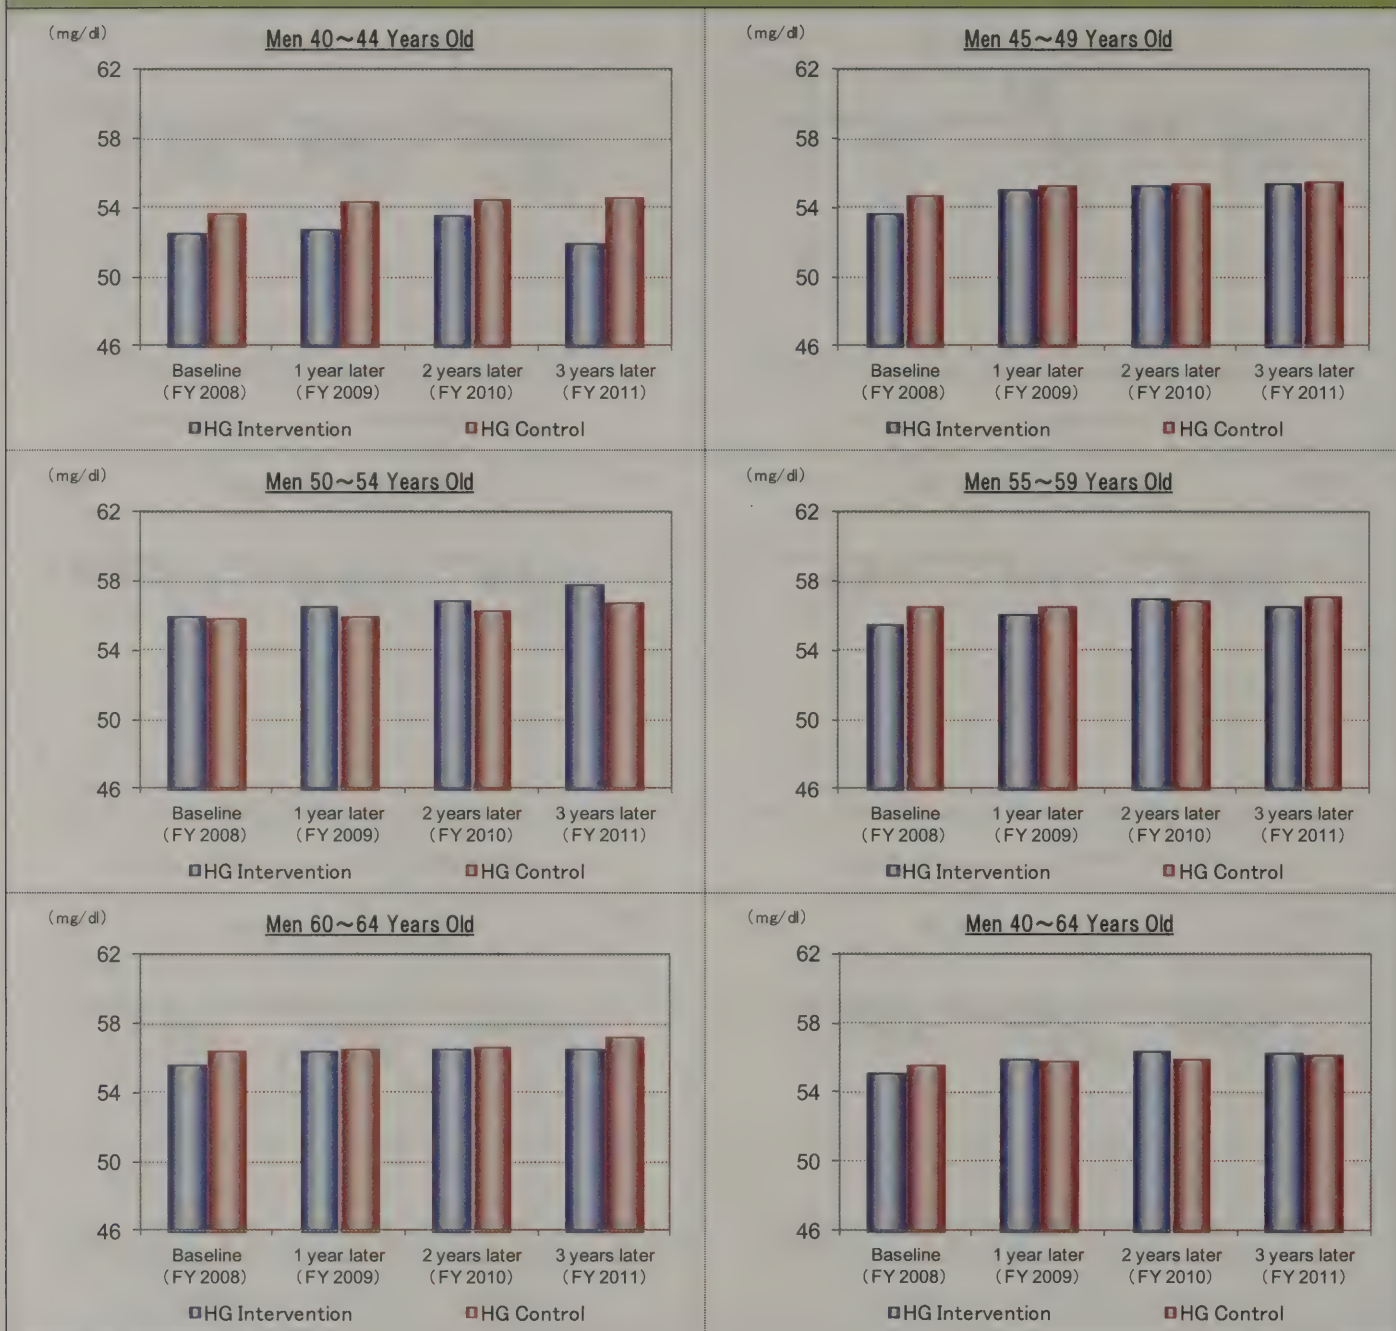 (mg/dl)
Men 40～44 Years Old
62
58
54
50
46
Baseline 1 year later 2 years later 3 years later
(FY 2008) (FY 2009) (FY 2010) (FY 2011)
HG Intervention HG Control
(mg/dl)
Men 45～49 Years Old
62
58
54
50
46
Baseline 1 year later 2 years later 3 years later
(FY 2008) (FY 2009) (FY 2010) (FY 2011)
HG Intervention HG Control
(mg/dl)
Men 50～54 Years Old
62
58
54
50
46
Baseline 1 year later 2 years later 3 years later
(FY 2008) (FY 2009) (FY 2010) (FY 2011)
HG Intervention HG Control
(mg/dl)
Men 55～59 Years Old
62
58
54
50
46
Baseline 1 year later 2 years later 3 years later
(FY 2008) (FY 2009) (FY 2010) (FY 2011)
HG Intervention HG Control
(mg/dl)
Men 60～64 Years Old
62
58
54
50
46
Baseline 1 year later 2 years later 3 years later
(FY 2008) (FY 2009) (FY 2010) (FY 2011)
HG Intervention HG Control
(mg/dl)
Men 40～64 Years Old
62
58
54
50
46
Baseline 1 year later 2 years later 3 years later
(FY 2008) (FY 2009) (FY 2010) (FY 2011)
HG Intervention HG Control